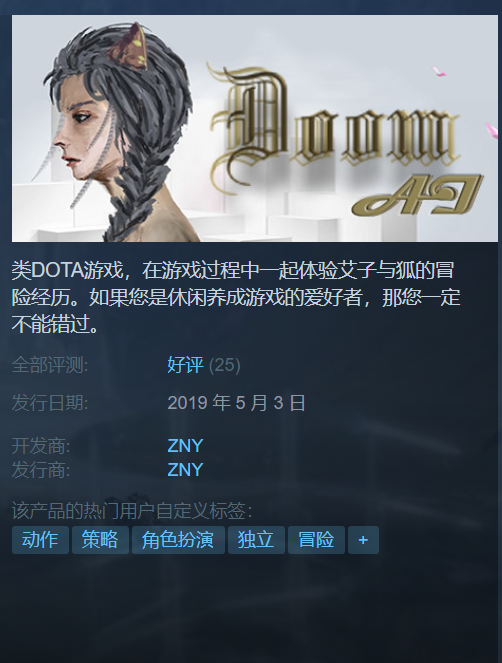 Doom
AI
类DOTA游戏，在游戏过程中一起体验艾子与狐的冒
险经历。如果您是休闲养成游戏的爱好者，那您一定
不能错过。
全部评测: 好评 (25)
发行日期: 2019 年 5 月 3 日
开发商: ZNY
发行商: ZNY
该产品的热门用户自定义标签：
动作 策略 角色扮演 独立 冒险 +